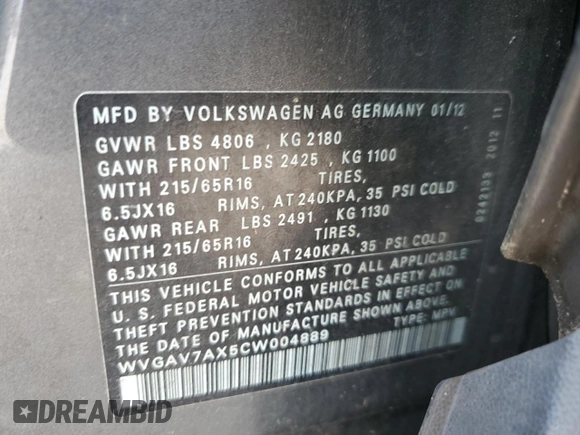 MFD BY VOLKSWAGEN AG GERMANY 01/12
GVWR LBS 4806 , KG 2180
GAWR FRONT LBS 2425 , KG 1100
WITH 215/65R16 TIRES,
6.5JX16 RIMS, AT 240KPA, 35 PSI COLD
GAWR REAR LBS 2491 , KG 1130
WITH 215/65R16 TIRES,
6.5JX16 RIMS, AT 240KPA, 35 PSI COLD
THIS VEHICLE CONFORMS TO ALL APPLICABLE
U. S. FEDERAL MOTOR VEHICLE SAFETY AND
THEFT PREVENTION STANDARDS IN EFFECT ON
DATE OF MANUFACTURE SHOWN ABOVE.
WVGAV7AX5CW004889 TYPE: MPV
0242139 2012 11
DREAMBID